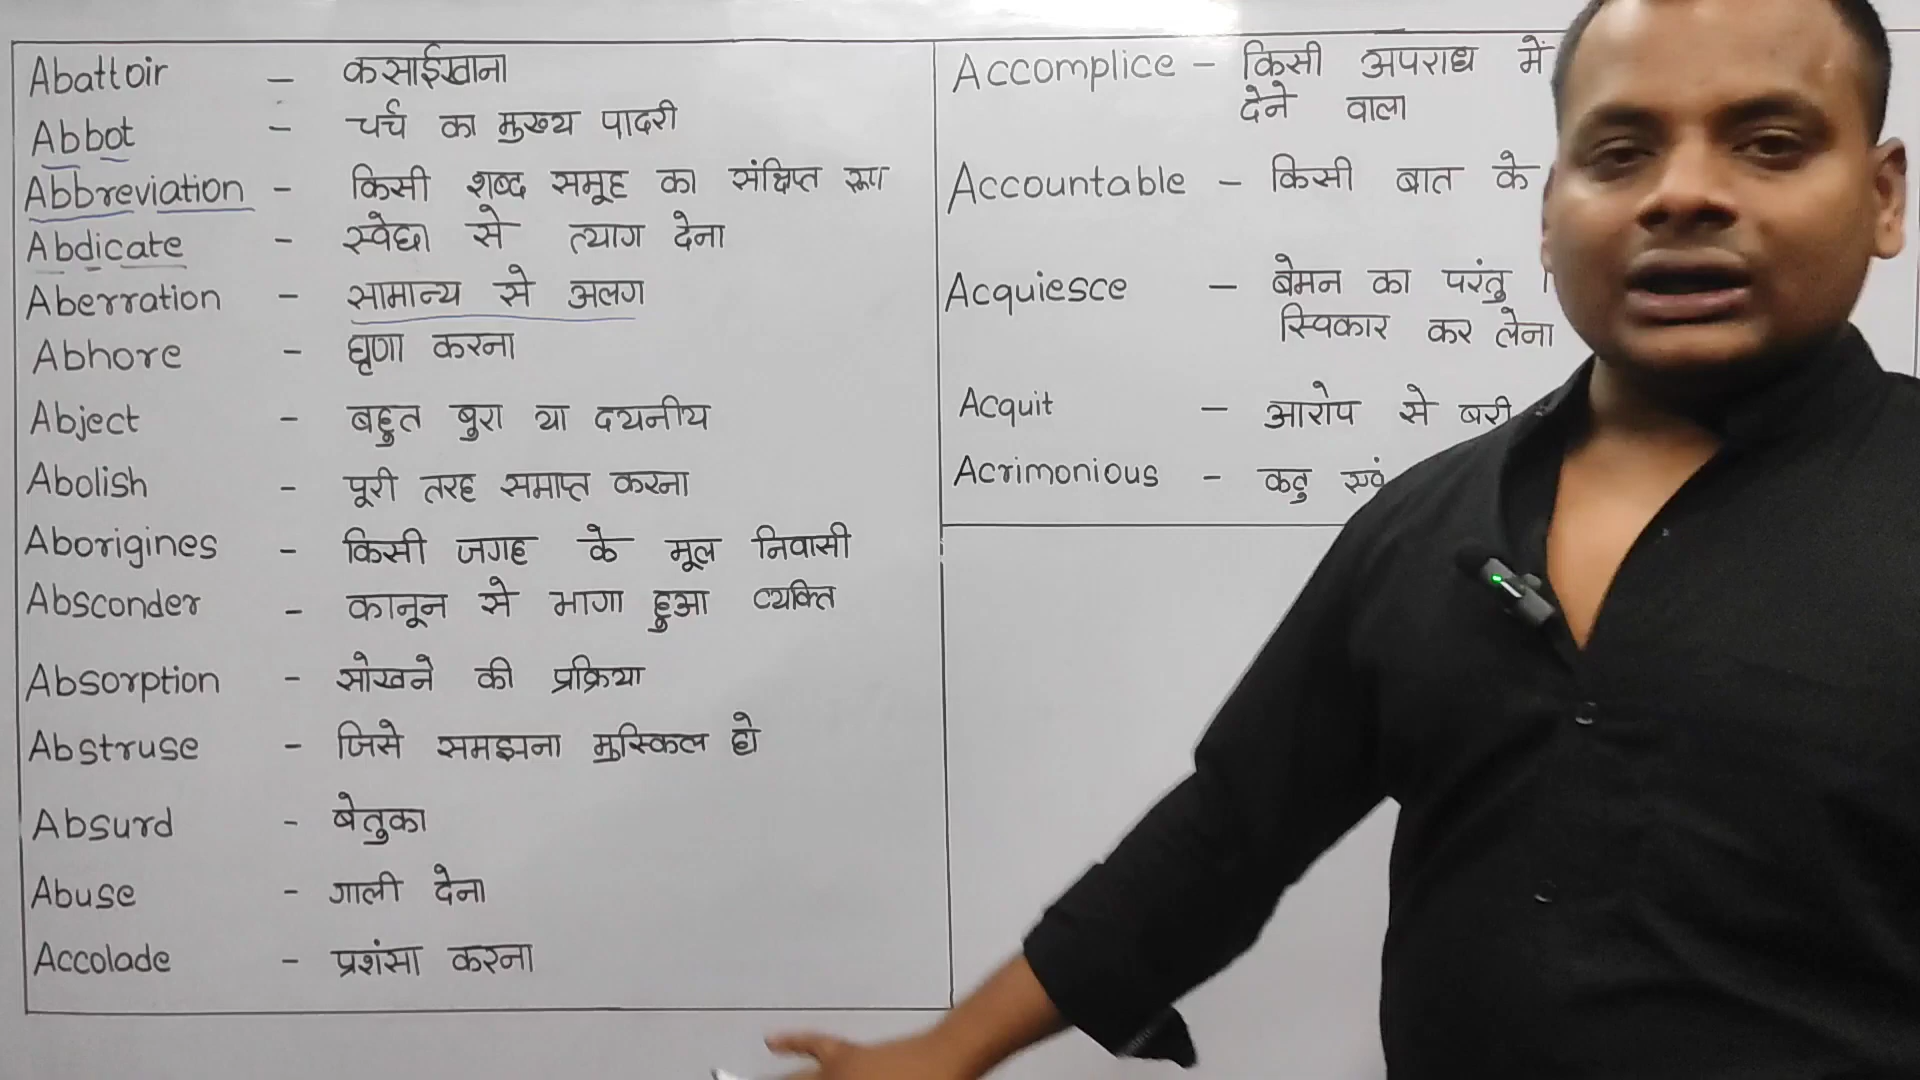 Abattoir – कसाईखाना
Abbot – चर्च का मुख्य पादरी
Abbreviation – किसी शब्द समूह का संक्षिप्त रूप
Abdicate – स्वेछा से त्याग देना
Aberration – सामान्य से अलग
Abhore – घृणा करना
Abject – बहुत बुरा या दयनीय
Abolish – पूरी तरह समाप्त करना
Aborigines – किसी जगह के मूल निवासी
Absconder – कानून से भागा हुआ व्यक्ति
Absorption – सोखने की प्रक्रिया
Abstruse – जिसे समझना मुस्किल हो
Absurd – बेतुका
Abuse – गाली देना
Accolade – प्रशंसा करना
Accomplice – किसी अपराध में
देने वाला
Accountable – किसी बात के
Acquiesce – बेमन का परंतु
स्विकार कर लेना
Acquit – आरोप से बरी
Acrimonious – कटु एवं